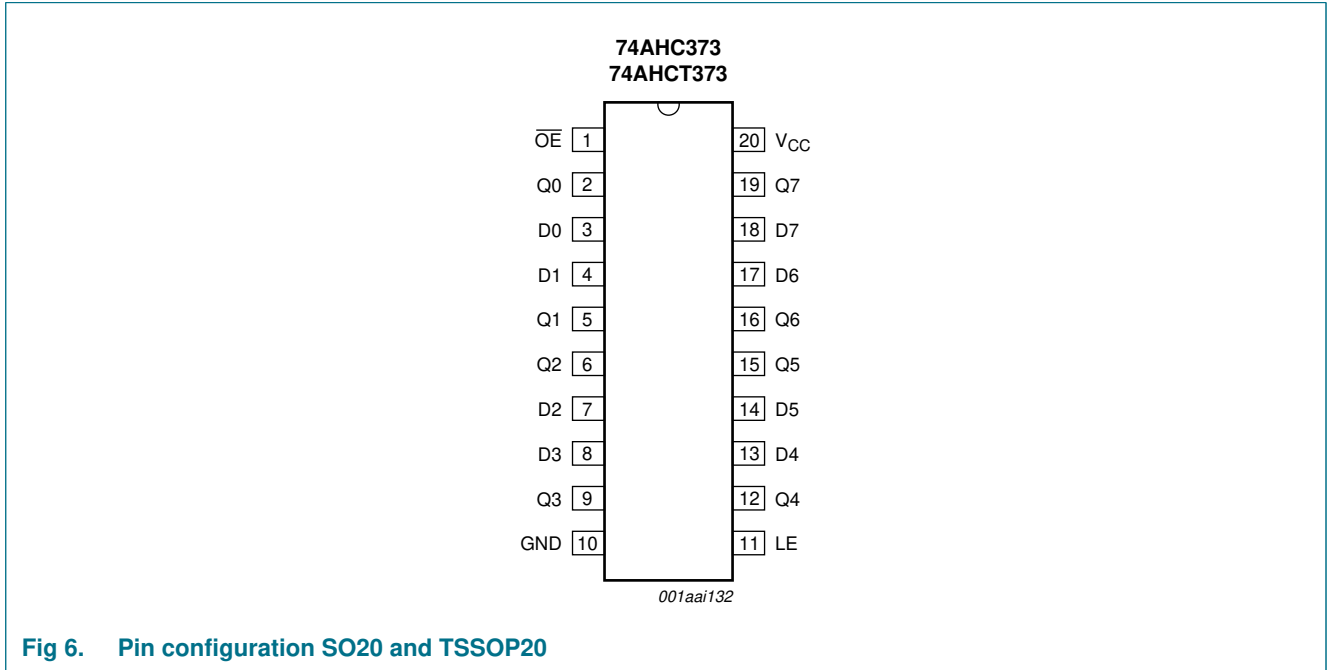 74AHC373
74AHCT373
OE 1 20 VCC
Q0 2 19 Q7
D0 3 18 D7
D1 4 17 D6
Q1 5 16 Q6
Q2 6 15 Q5
D2 7 14 D5
D3 8 13 D4
Q3 9 12 Q4
GND 10 11 LE
001aai132
Fig 6. Pin configuration SO20 and TSSOP20